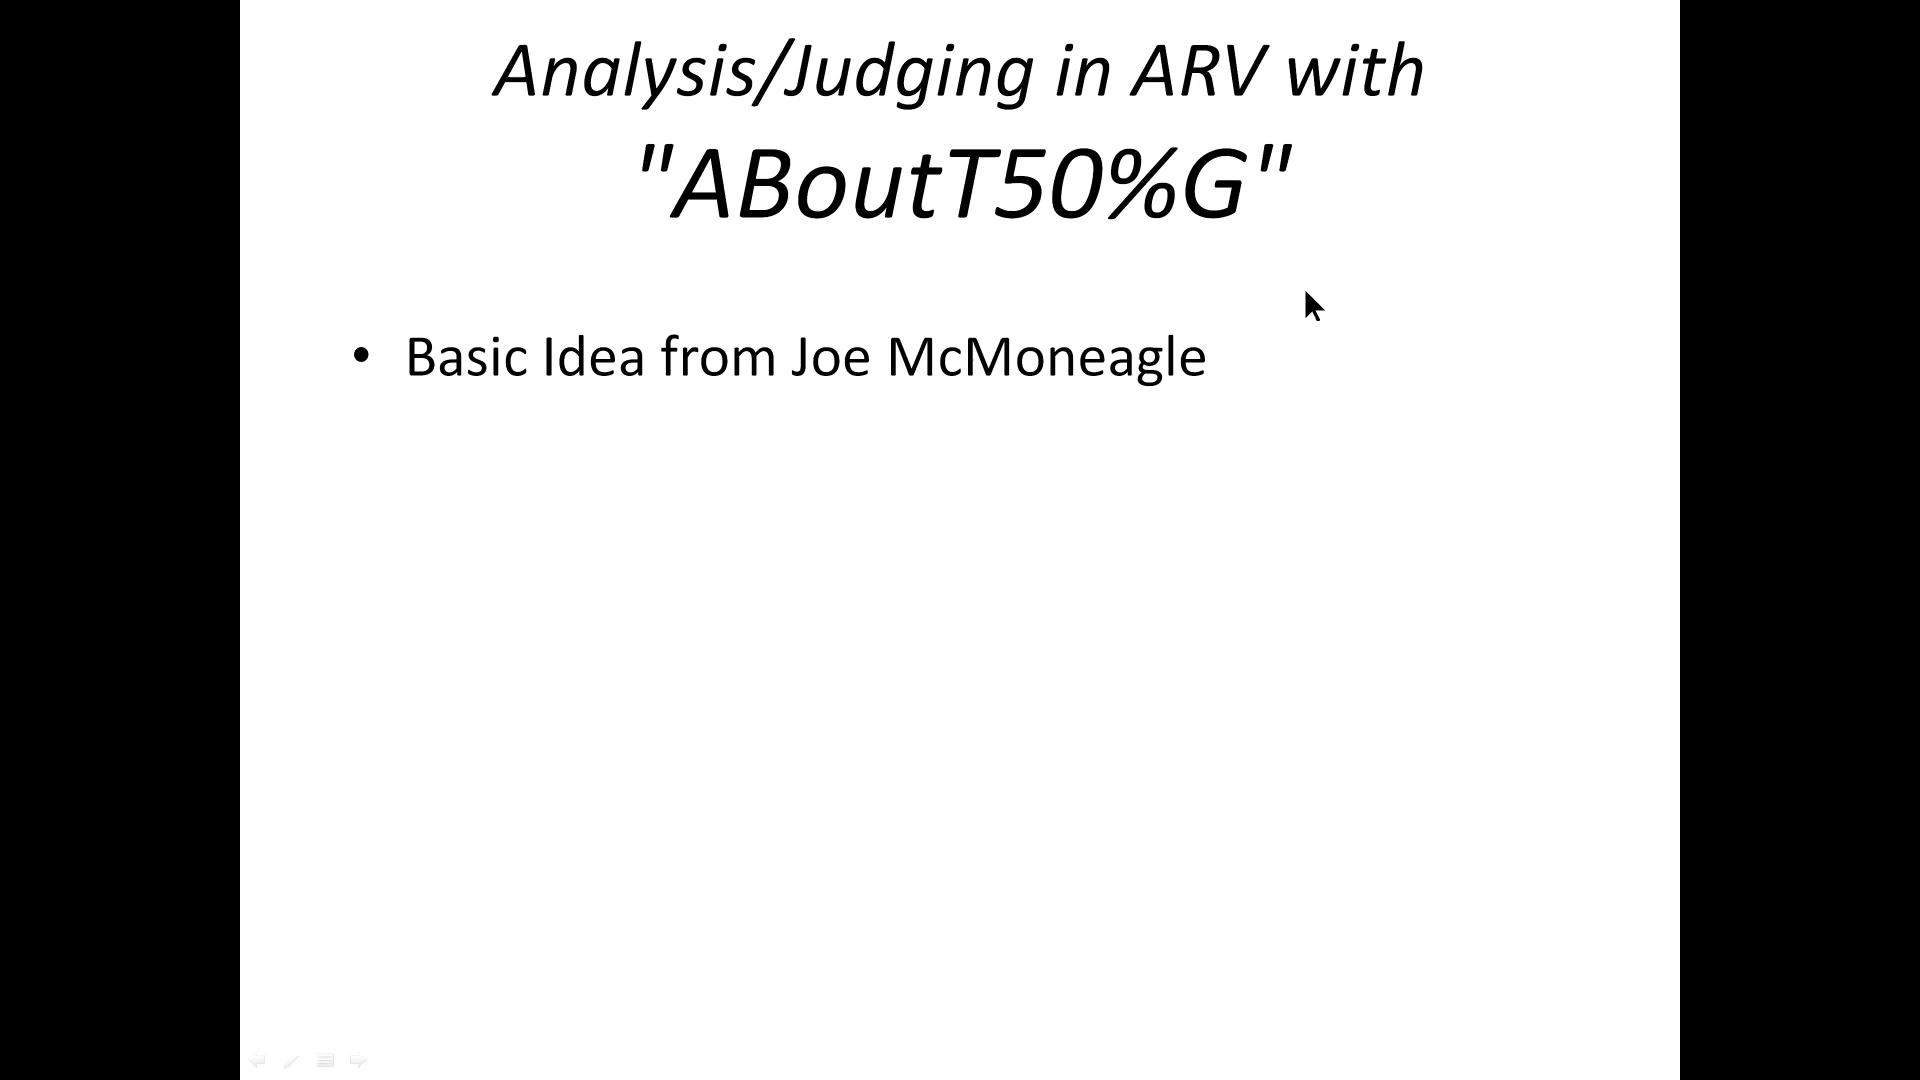 Analysis/Judging in ARV with
"ABoutT50%G"
• Basic Idea from Joe McMoneagle